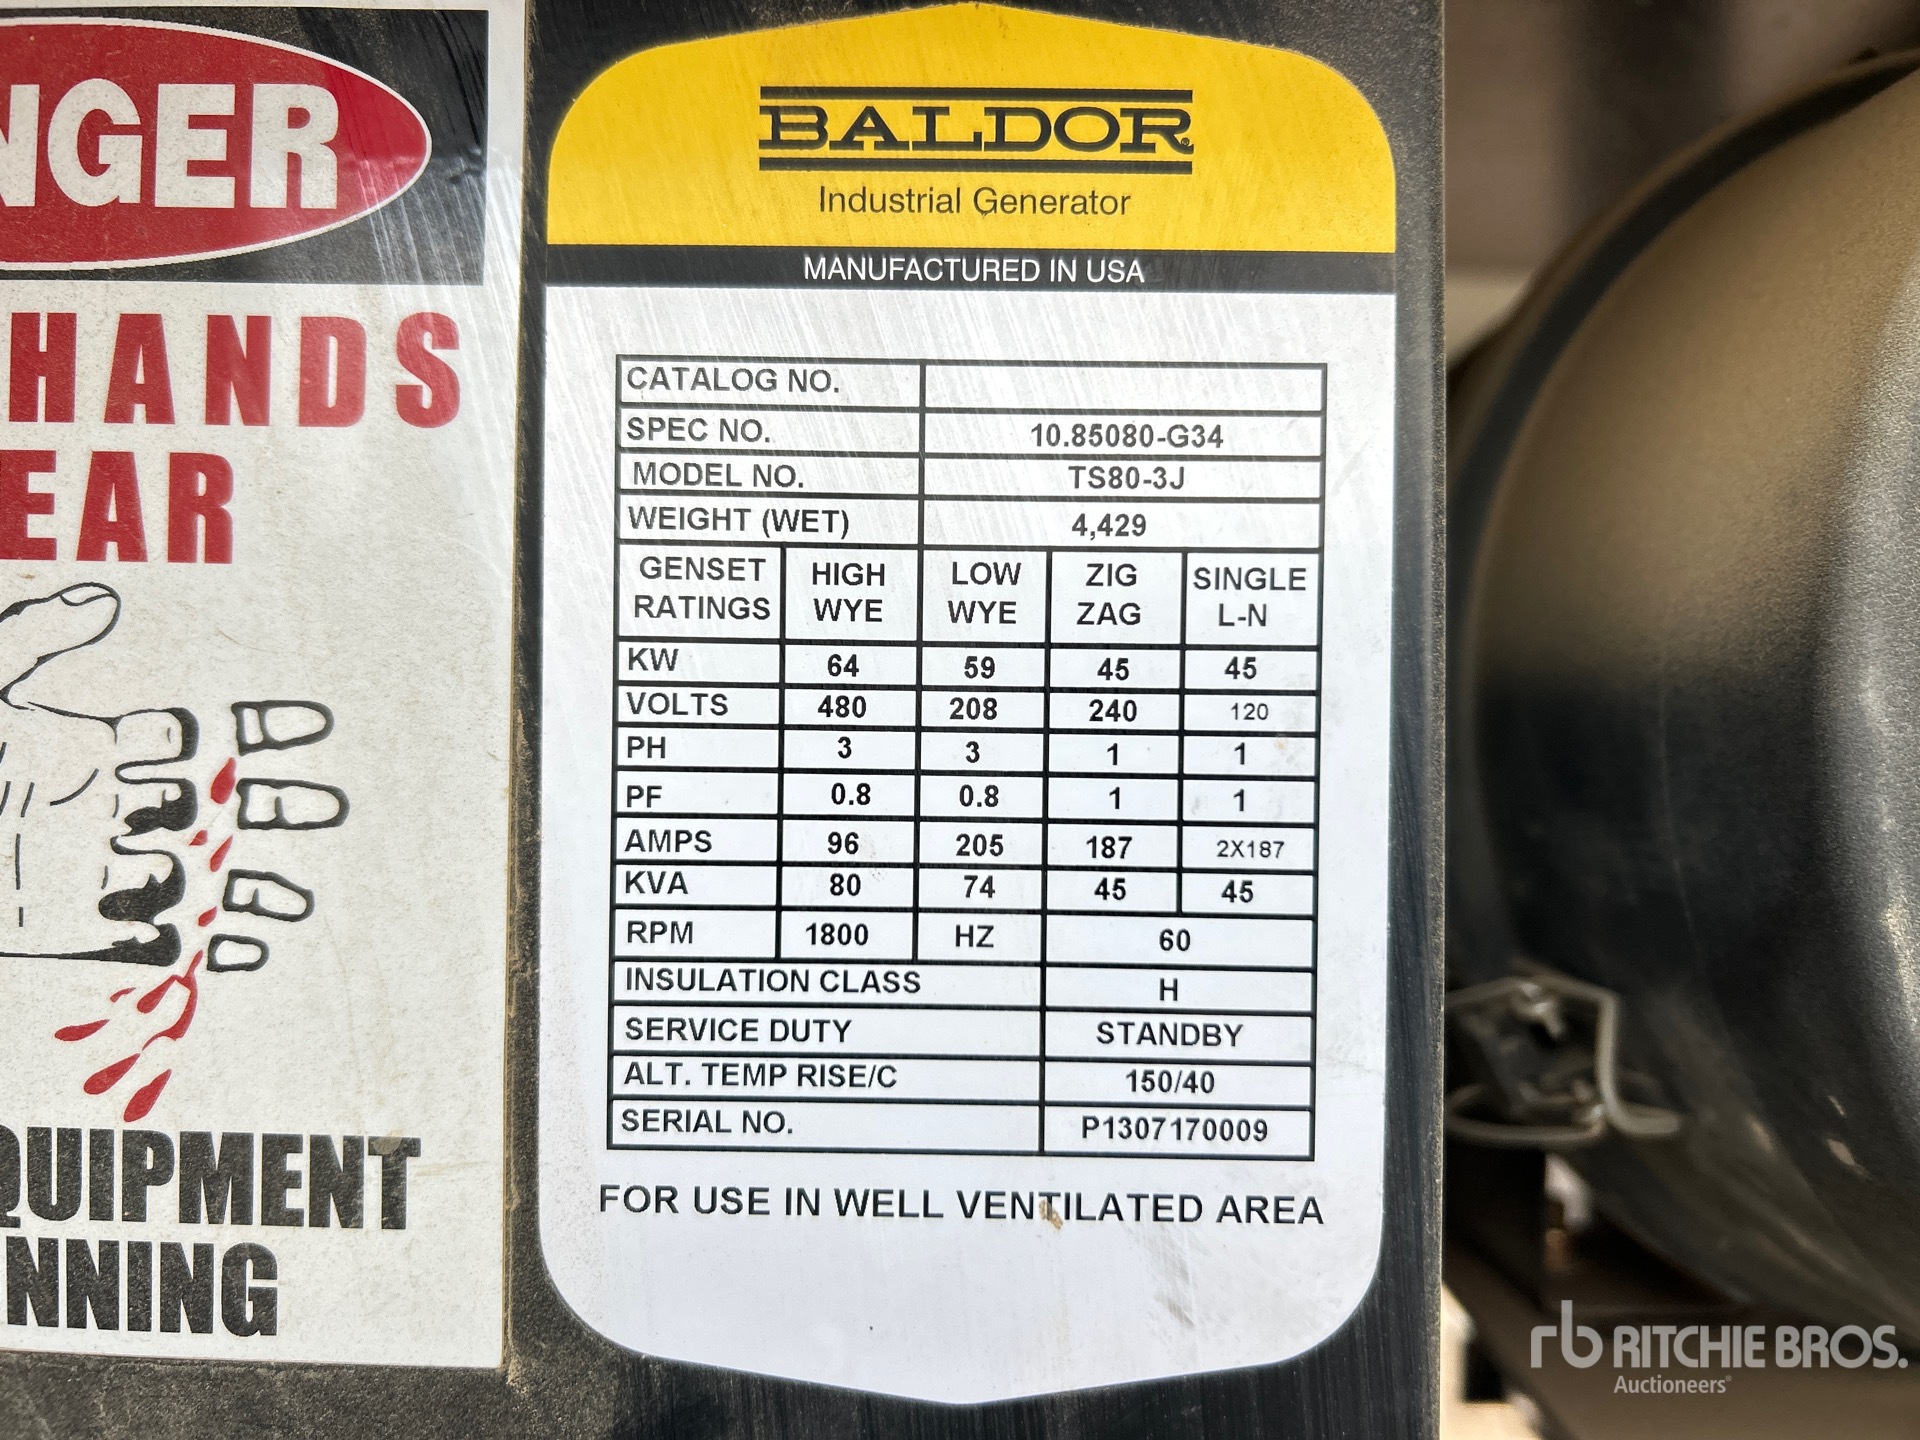 NGER
HANDS
EAR
QUIPMENT
NNING
BALDOR
Industrial Generator
MANUFACTURED IN USA
CATALOG NO.
SPEC NO. 10.85080-G34
MODEL NO. TS80-3J
WEIGHT (WET) 4,429
GENSET RATINGS HIGH WYE LOW WYE ZIG ZAG SINGLE L-N
KW 64 59 45 45
VOLTS 480 208 240 120
PH 3 3 1 1
PF 0.8 0.8 1 1
AMPS 96 205 187 2X187
KVA 80 74 45 45
RPM 1800 HZ 60
INSULATION CLASS H
SERVICE DUTY STANDBY
ALT. TEMP RISE/C 150/40
SERIAL NO. P1307170009
FOR USE IN WELL VENTILATED AREA
rb RITCHIE BROS.
Auctioneers